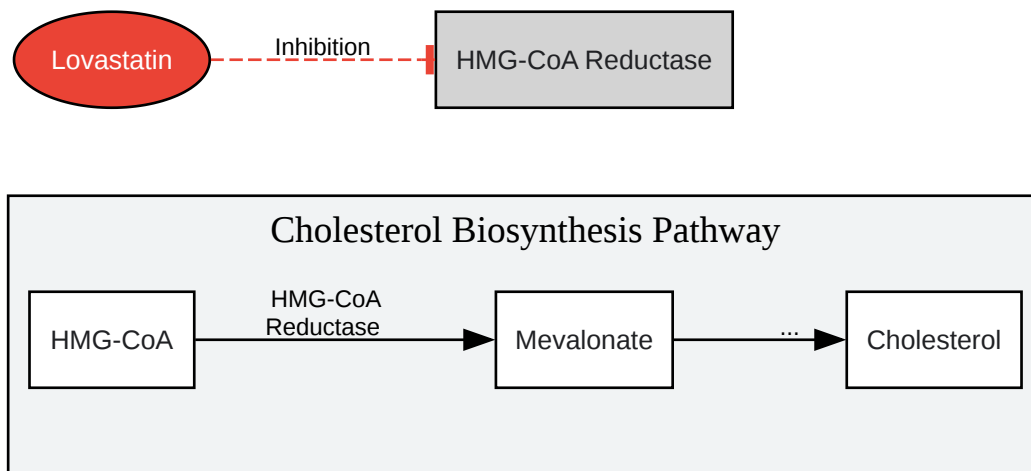 Lovastatin
Inhibition
HMG-CoA Reductase
Cholesterol Biosynthesis Pathway
HMG-CoA
HMG-CoA
Reductase
Mevalonate
...
Cholesterol